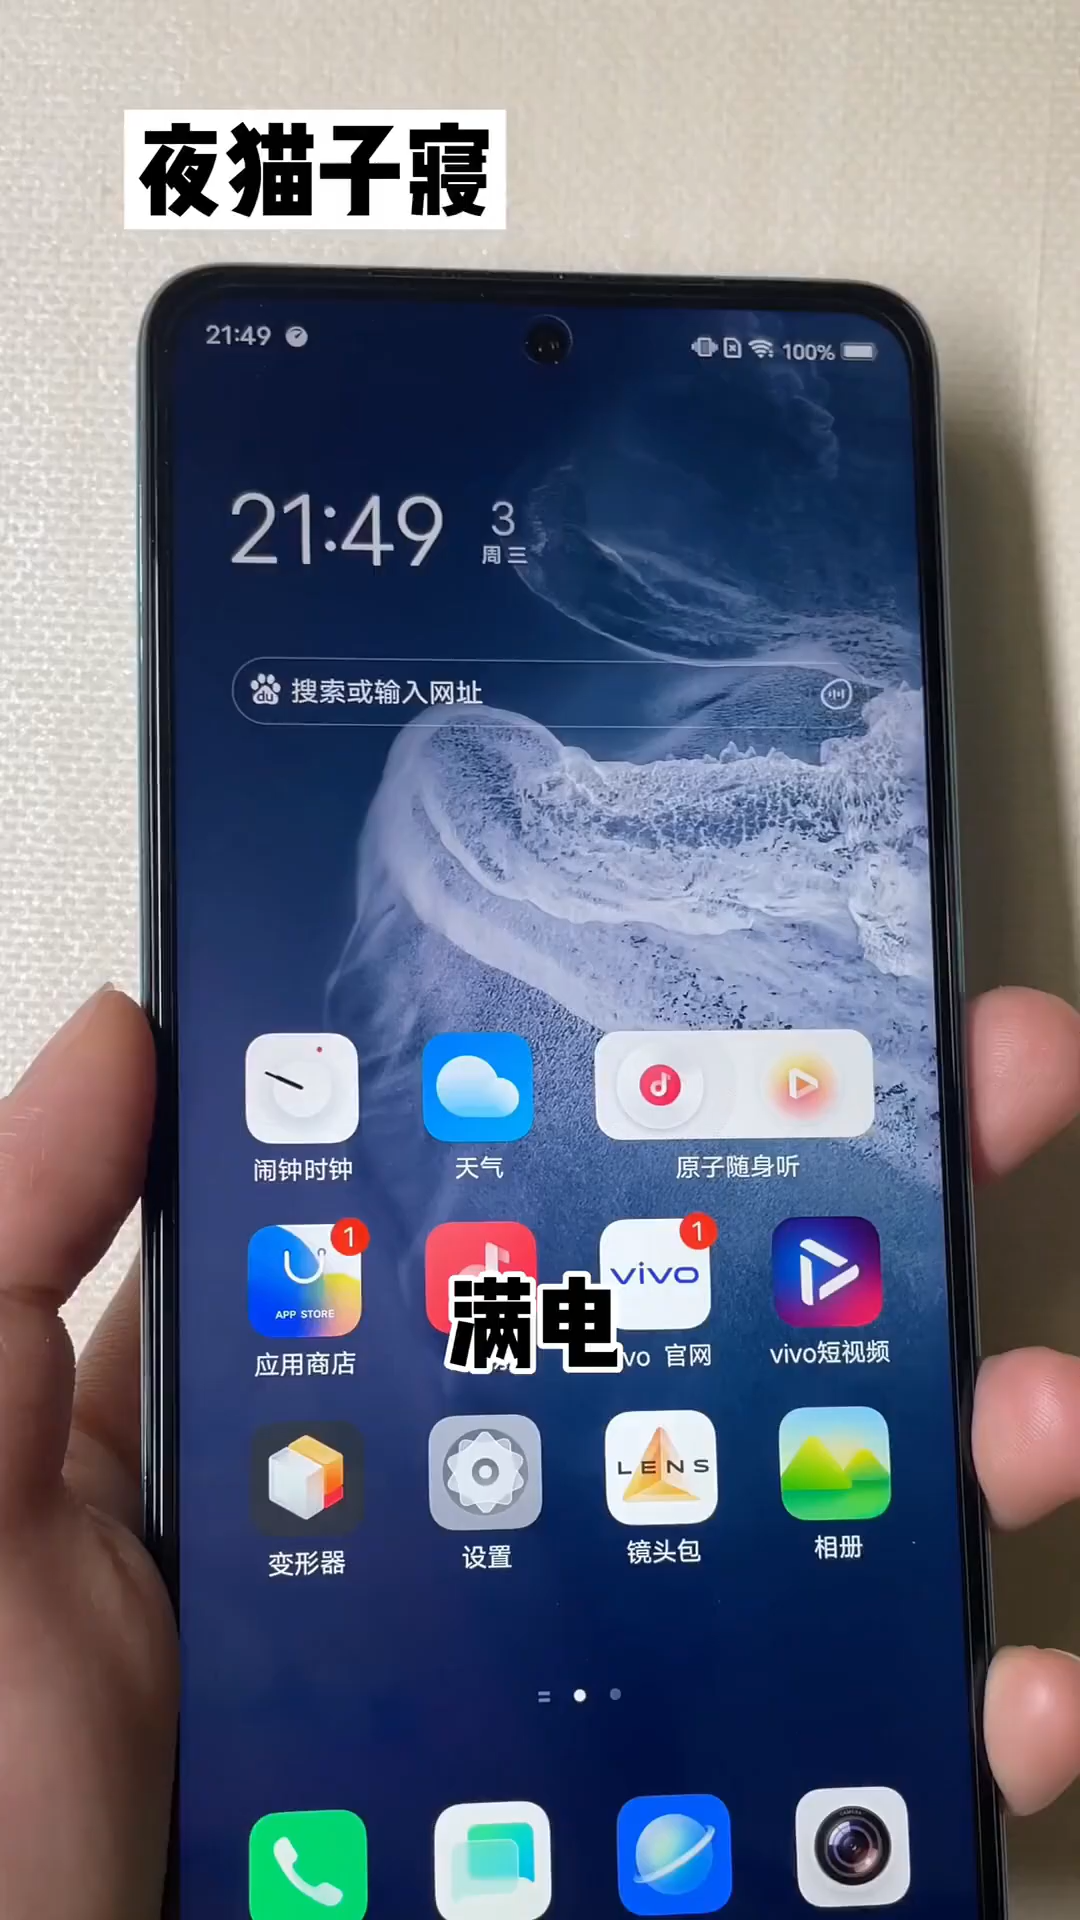 夜猫子寝
21:49 100%
21:49 3
周三
du 搜索或输入网址
闹钟时钟 天气 原子随身听
1 1
APP STORE vivo
满电
应用商店 vo 官网 vivo短视频
LENS
变形器 设置 镜头包 相册
CAMERA